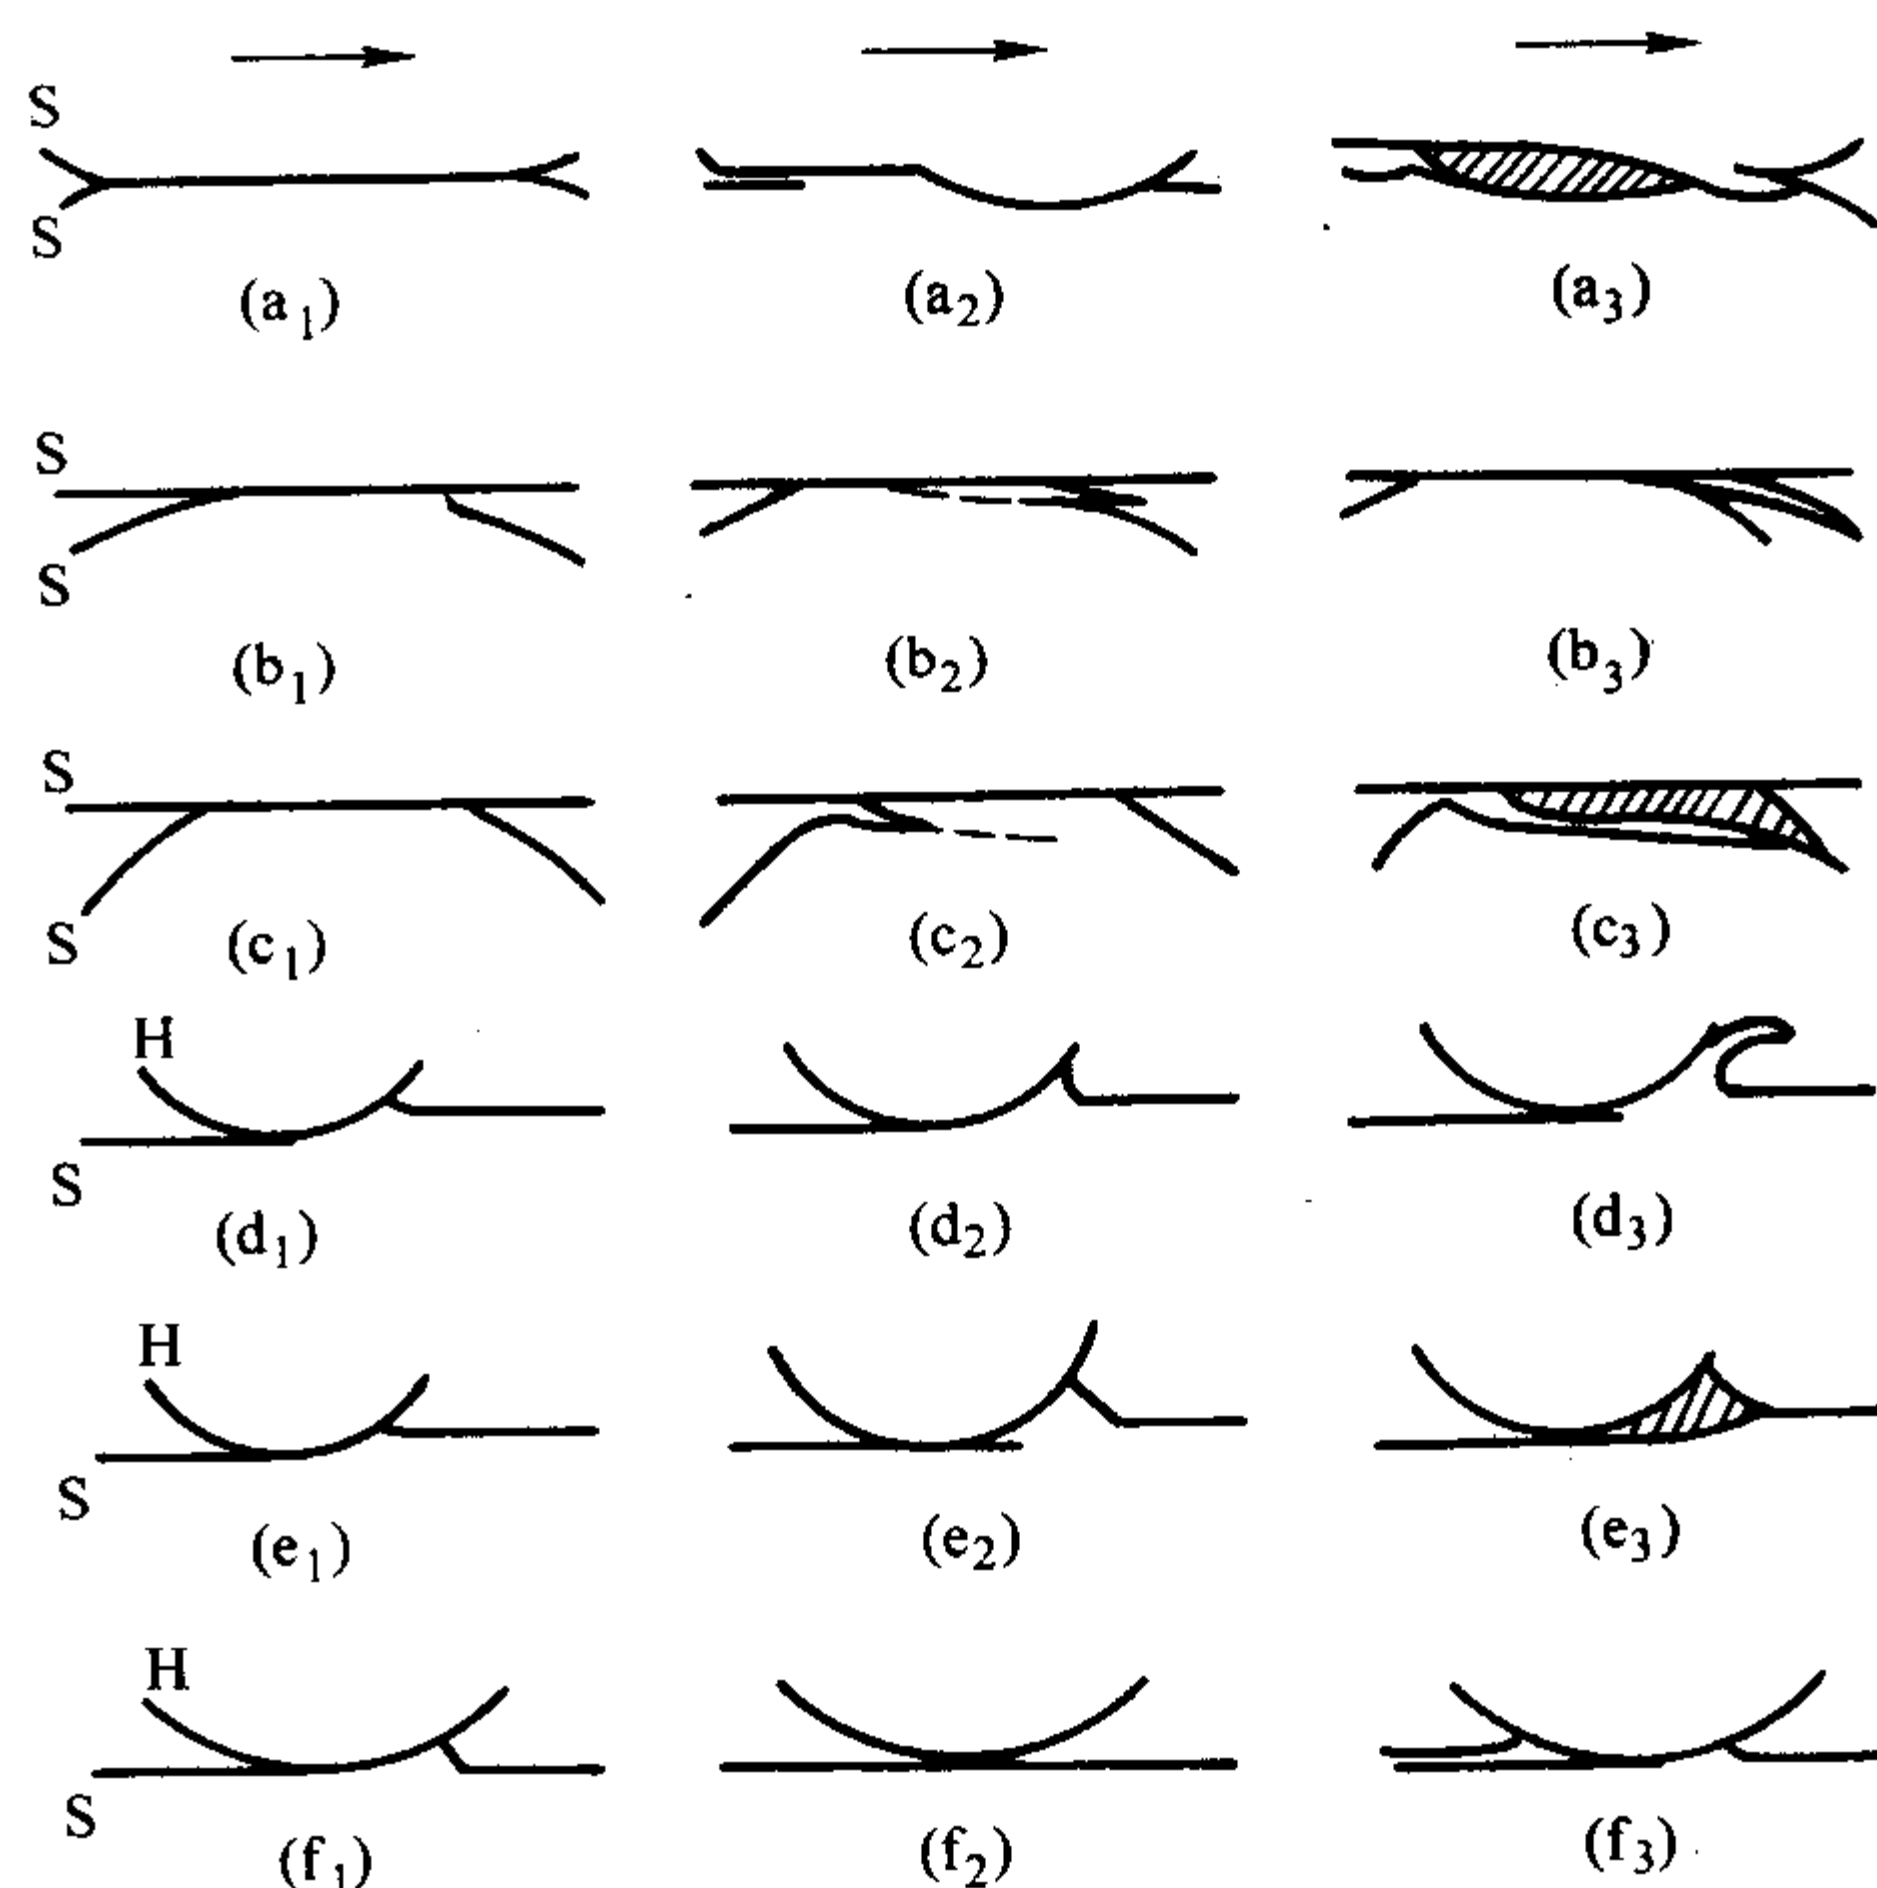 S
S
(a₁) (a₂) (a₃)
S
S
(b₁) (b₂) (b₃)
S
S
(c₁) (c₂) (c₃)
H
S
(d₁) (d₂) (d₃)
H
S
(e₁) (e₂) (e₃)
H
S
(f₁) (f₂) (f₃)